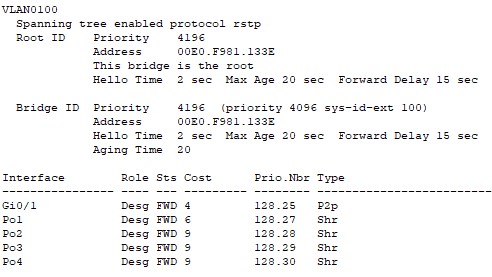 VLAN0100
  Spanning tree enabled protocol rstp
  Root ID    Priority    4196
             Address     00E0.F981.133E
             This bridge is the root
             Hello Time  2 sec  Max Age 20 sec  Forward Delay 15 sec

  Bridge ID  Priority    4196  (priority 4096 sys-id-ext 100)
             Address     00E0.F981.133E
             Hello Time  2 sec  Max Age 20 sec  Forward Delay 15 sec
             Aging Time  20

Interface        Role Sts Cost      Prio.Nbr Type
---------------- ---- --- --------- -------- --------------------------------
Gi0/1            Desg FWD 4         128.25   P2p
Po1              Desg FWD 6         128.27   Shr
Po2              Desg FWD 9         128.28   Shr
Po3              Desg FWD 9         128.29   Shr
Po4              Desg FWD 9         128.30   Shr